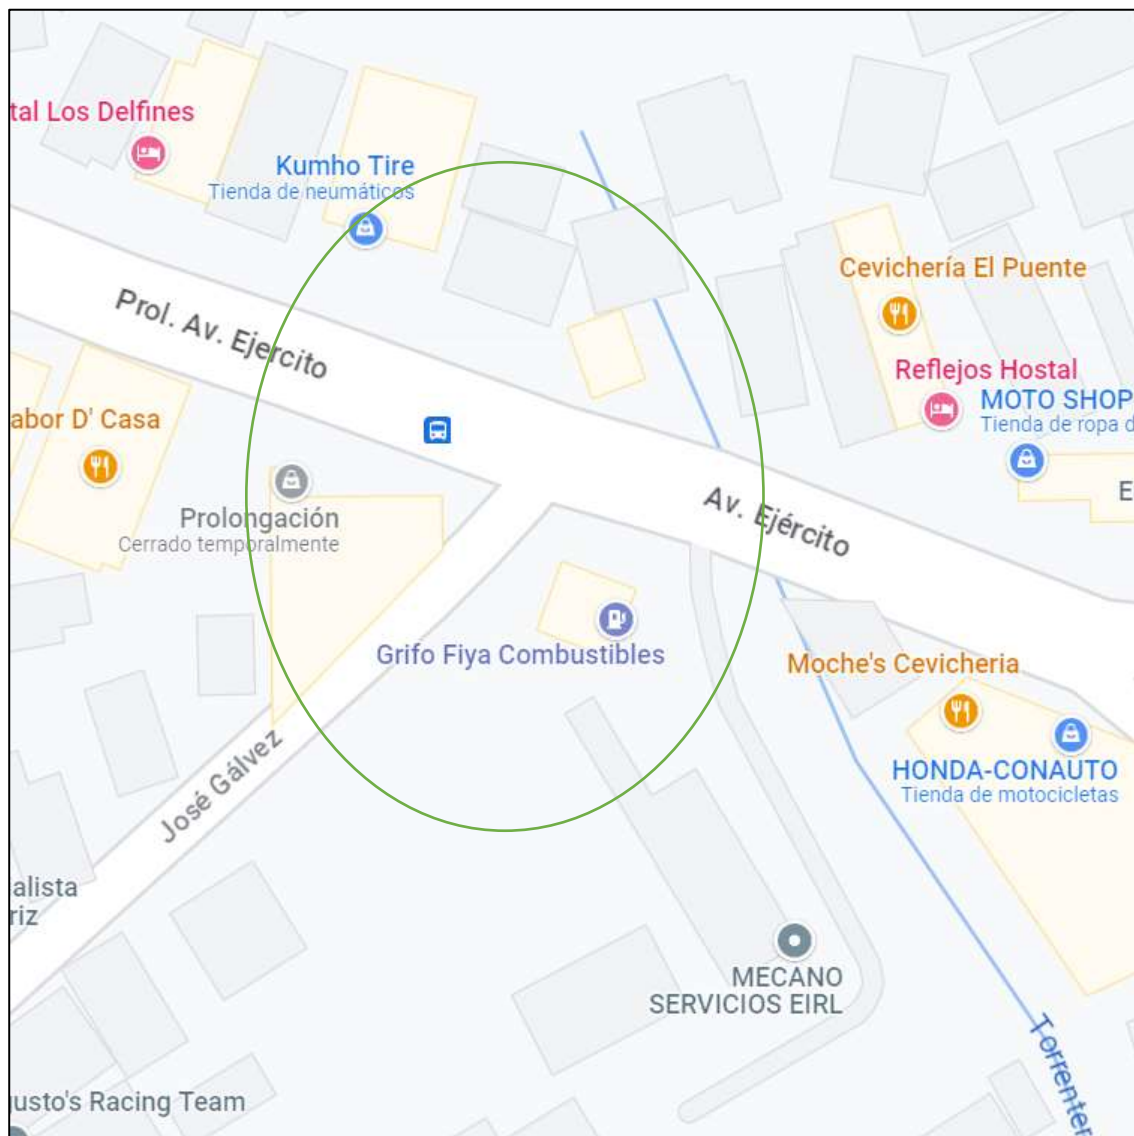 tal Los Delfines
Kumho Tire
Tienda de neumáticos
Cevichería El Puente
Prol. Av. Ejercito
Reflejos Hostal
MOTO SHOP
Tienda de ropa d
abor D' Casa
E
Av. Ejército
Prolongación
Cerrado temporalmente
Grifo Fiya Combustibles
Moche's Cevicheria
José Gálvez
HONDA-CONAUTO
Tienda de motocicletas
alista
riz
MECANO
SERVICIOS EIRL
Torrenter
usto's Racing Team